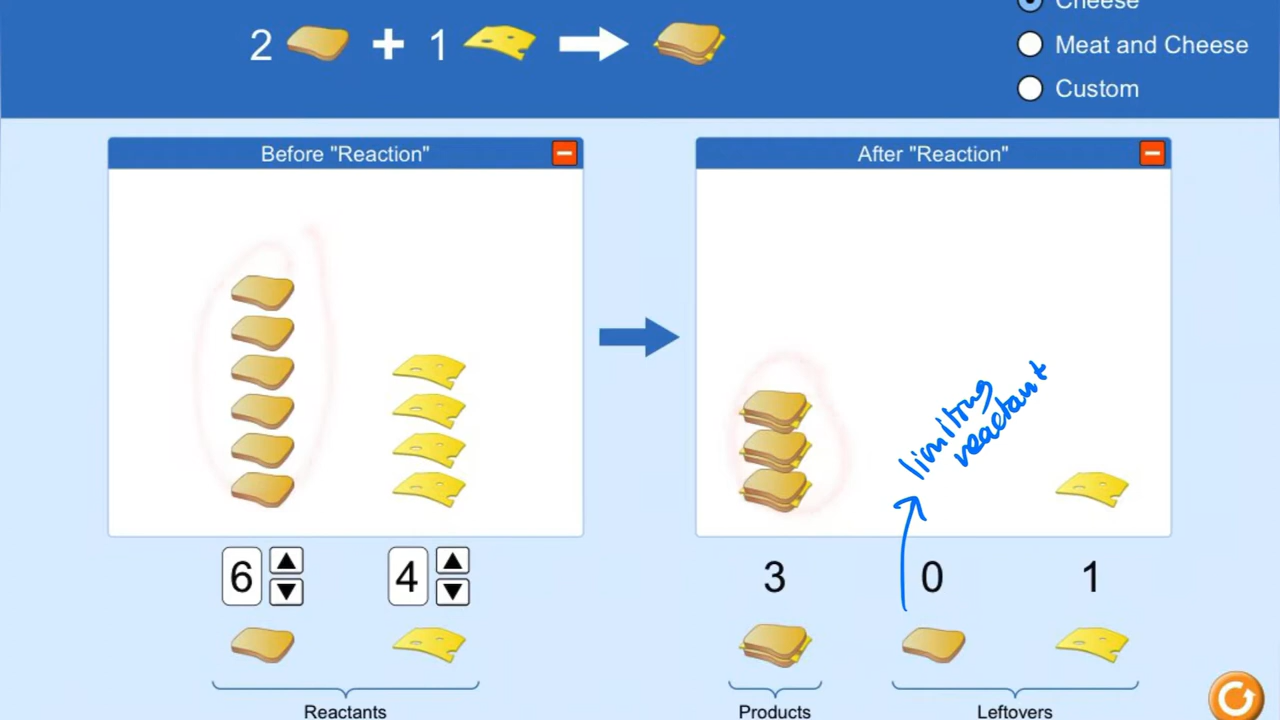 Cheese
2 + 1
Meat and Cheese
Custom
Before "Reaction"
After "Reaction"
limiting
reactant
6 4
3 0 1
Reactants
Products
Leftovers